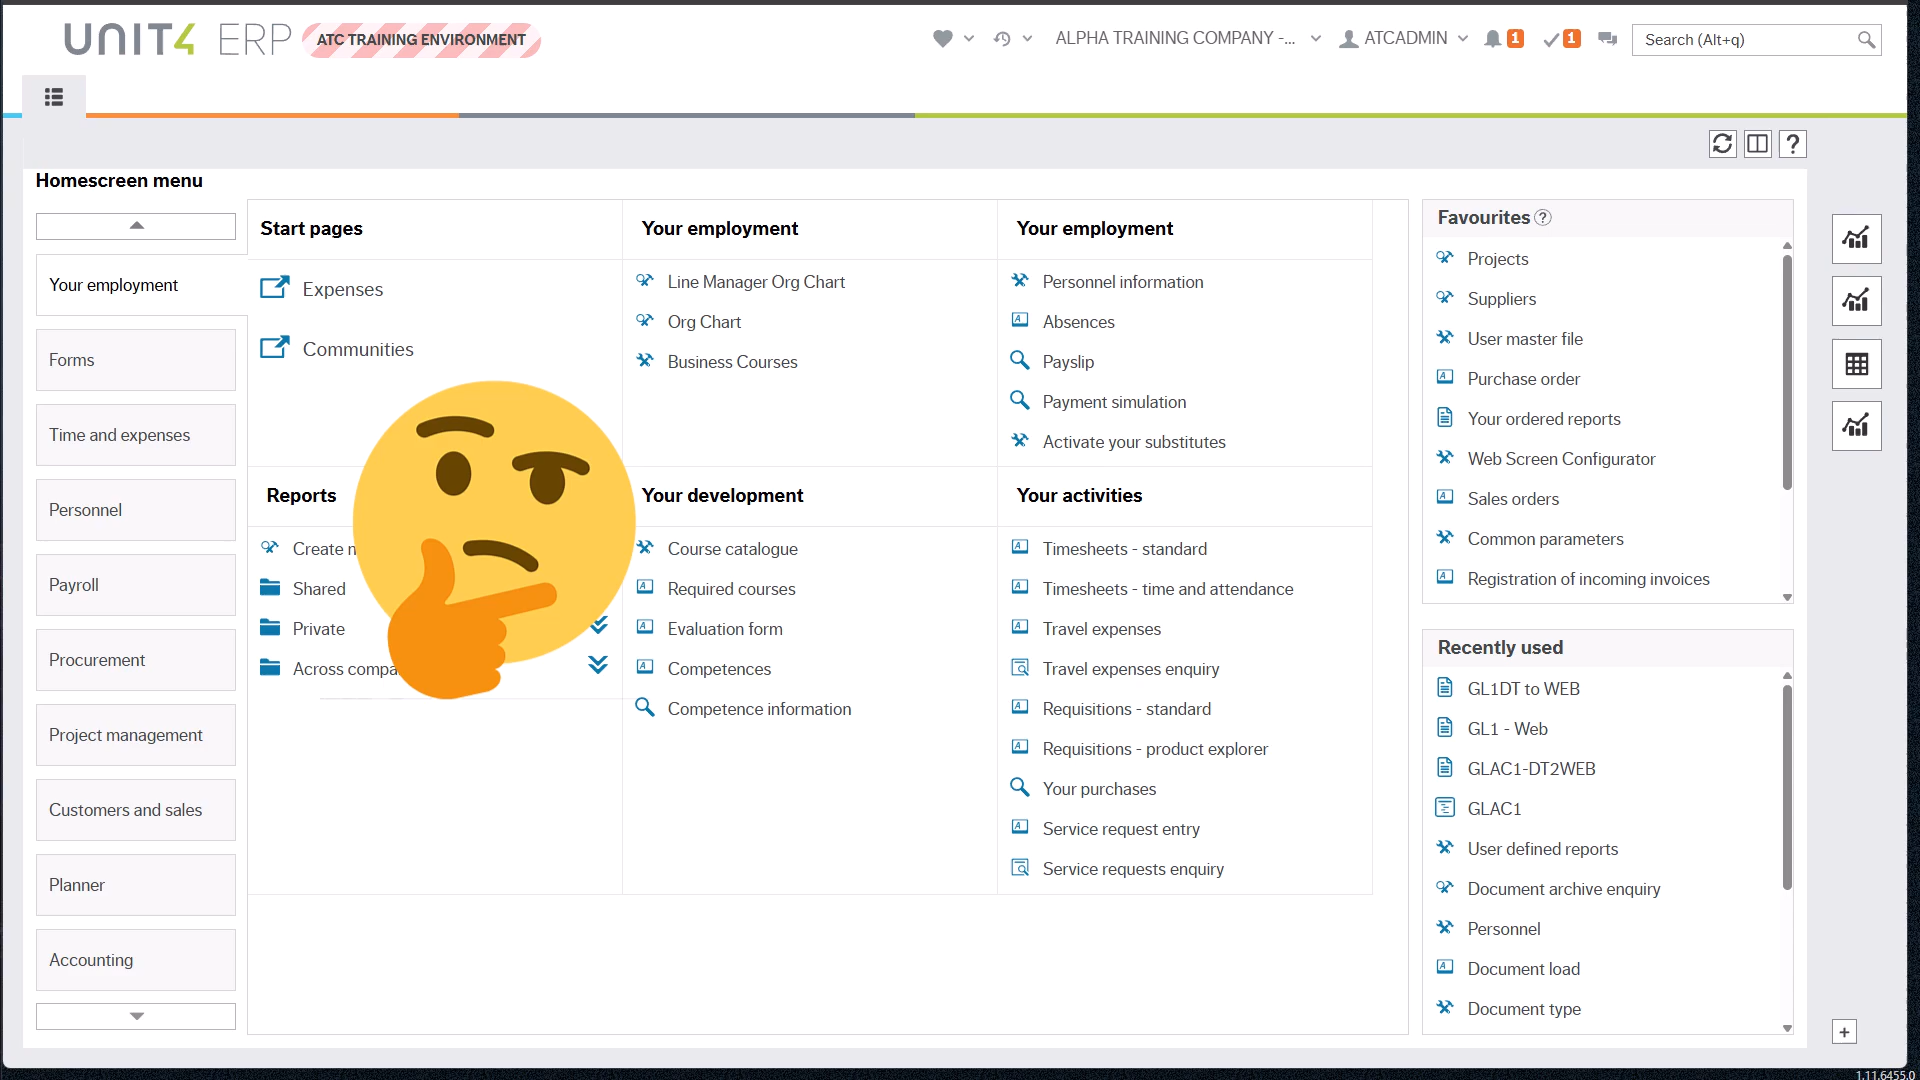 UNIT4 ERP ATC TRAINING ENVIRONMENT
ALPHA TRAINING COMPANY -...
ATCADMIN
1
1
Search (Alt+q)
Homescreen menu
Your employment
Forms
Time and expenses
Personnel
Payroll
Procurement
Project management
Customers and sales
Planner
Accounting
Start pages
Expenses
Communities
Your employment
Line Manager Org Chart
Org Chart
Business Courses
Your employment
Personnel information
Absences
Payslip
Payment simulation
Activate your substitutes
Reports
Create
Shared
Private
Across
Your development
Course catalogue
Required courses
Evaluation form
Competences
Competence information
Your activities
Timesheets - standard
Timesheets - time and attendance
Travel expenses
Travel expenses enquiry
Requisitions - standard
Requisitions - product explorer
Your purchases
Service request entry
Service requests enquiry
Favourites
Projects
Suppliers
User master file
Purchase order
Your ordered reports
Web Screen Configurator
Sales orders
Common parameters
Registration of incoming invoices
Recently used
GL1DT to WEB
GL1 - Web
GLAC1-DT2WEB
GLAC1
User defined reports
Document archive enquiry
Personnel
Document load
Document type
1.11.6455.0